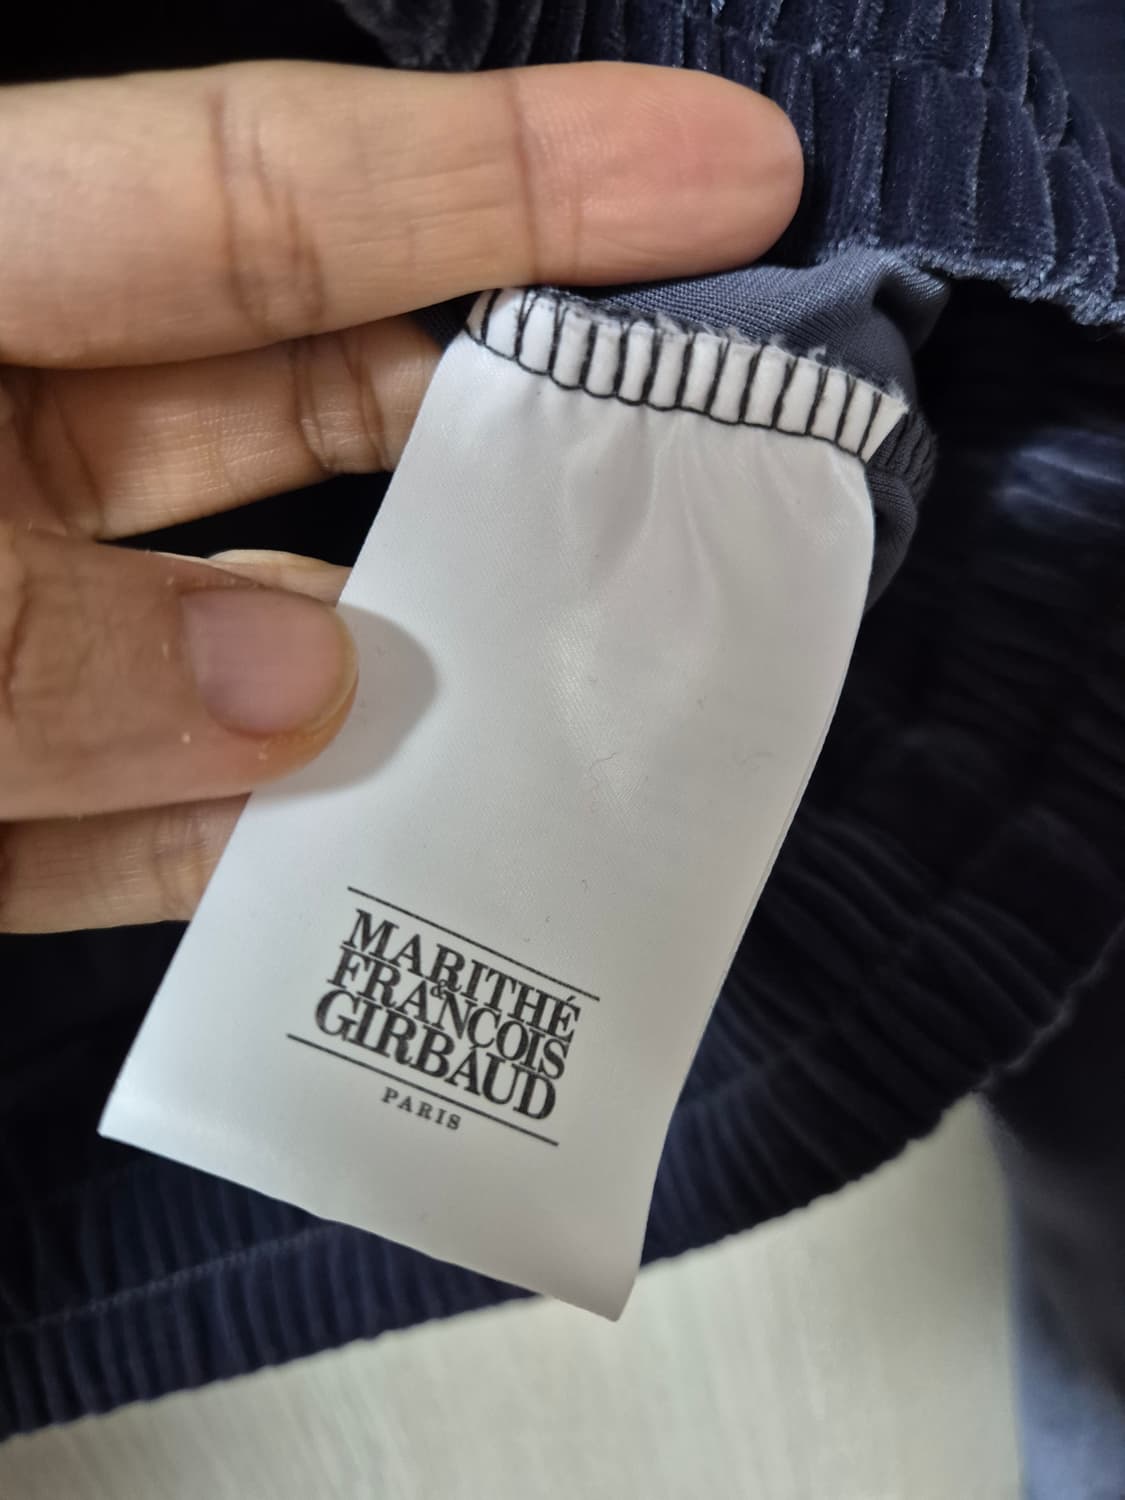 MARITHÉ
&
FRANÇOIS
GIRBAUD
PARIS